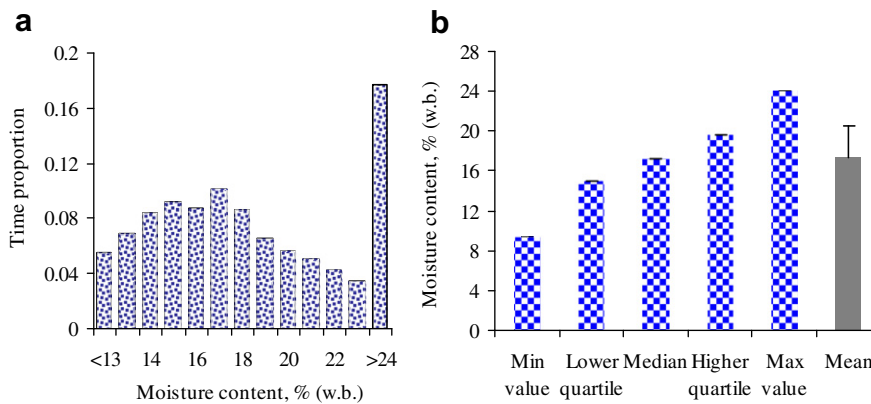 a
0.2
0.16
0.12
0.08
0.04
0
Time proportion
<13 14 16 18 20 22 >24
Moisture content, % (w.b.)
b
28
24
20
16
12
8
4
0
Moisture content, % (w.b.)
Min Lower Median Higher Max Mean
value quartile quartile value